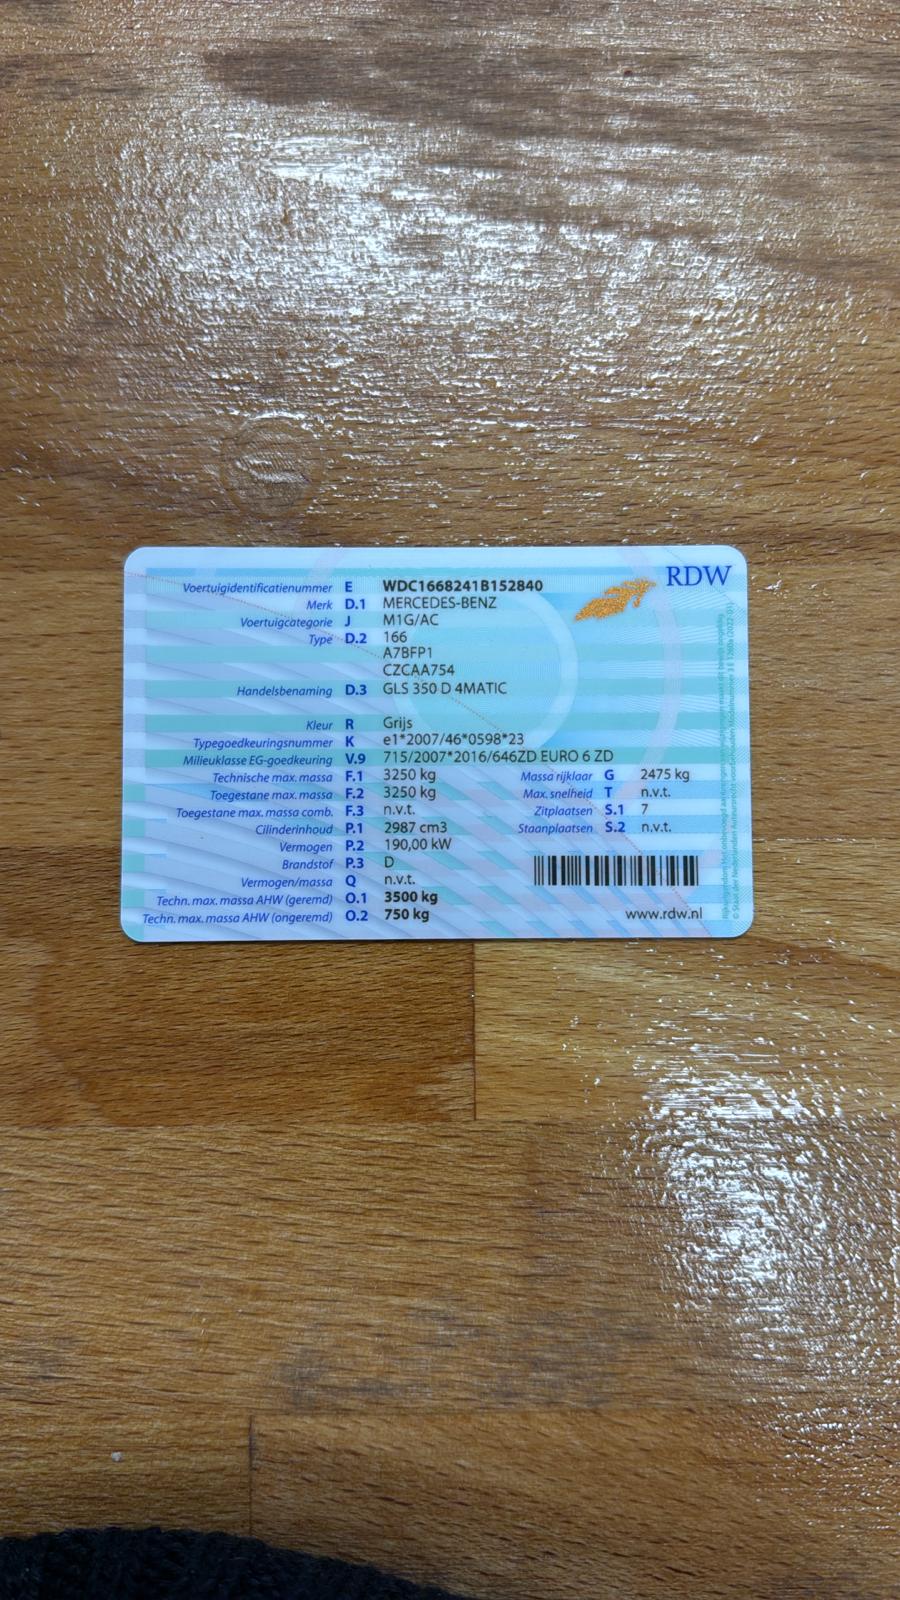 RDW
Voertuigidentificatienummer E WDC1668241B152840
Merk D.1 MERCEDES-BENZ
Voertuigcategorie J M1G/AC
Type D.2 166
A7BFP1
CZCAA754
Handelsbenaming D.3 GLS 350 D 4MATIC
Kleur R Grijs
Typegoedkeuringsnummer K e1*2007/46*0598*23
Milieuklasse EG-goedkeuring V.9 715/2007*2016/646ZD EURO 6 ZD
Technische max. massa F.1 3250 kg Massa rijklaar G 2475 kg
Toegestane max. massa F.2 3250 kg Max. snelheid T n.v.t.
Toegestane max. massa comb. F.3 n.v.t. Zitplaatsen S.1 7
Cilinderinhoud P.1 2987 cm3 Staanplaatsen S.2 n.v.t.
Vermogen P.2 190,00 kW
Brandstof P.3 D
Vermogen/massa Q n.v.t.
Techn. max. massa AHW (geremd) O.1 3500 kg
Techn. max. massa AHW (ongeremd) O.2 750 kg
www.rdw.nl